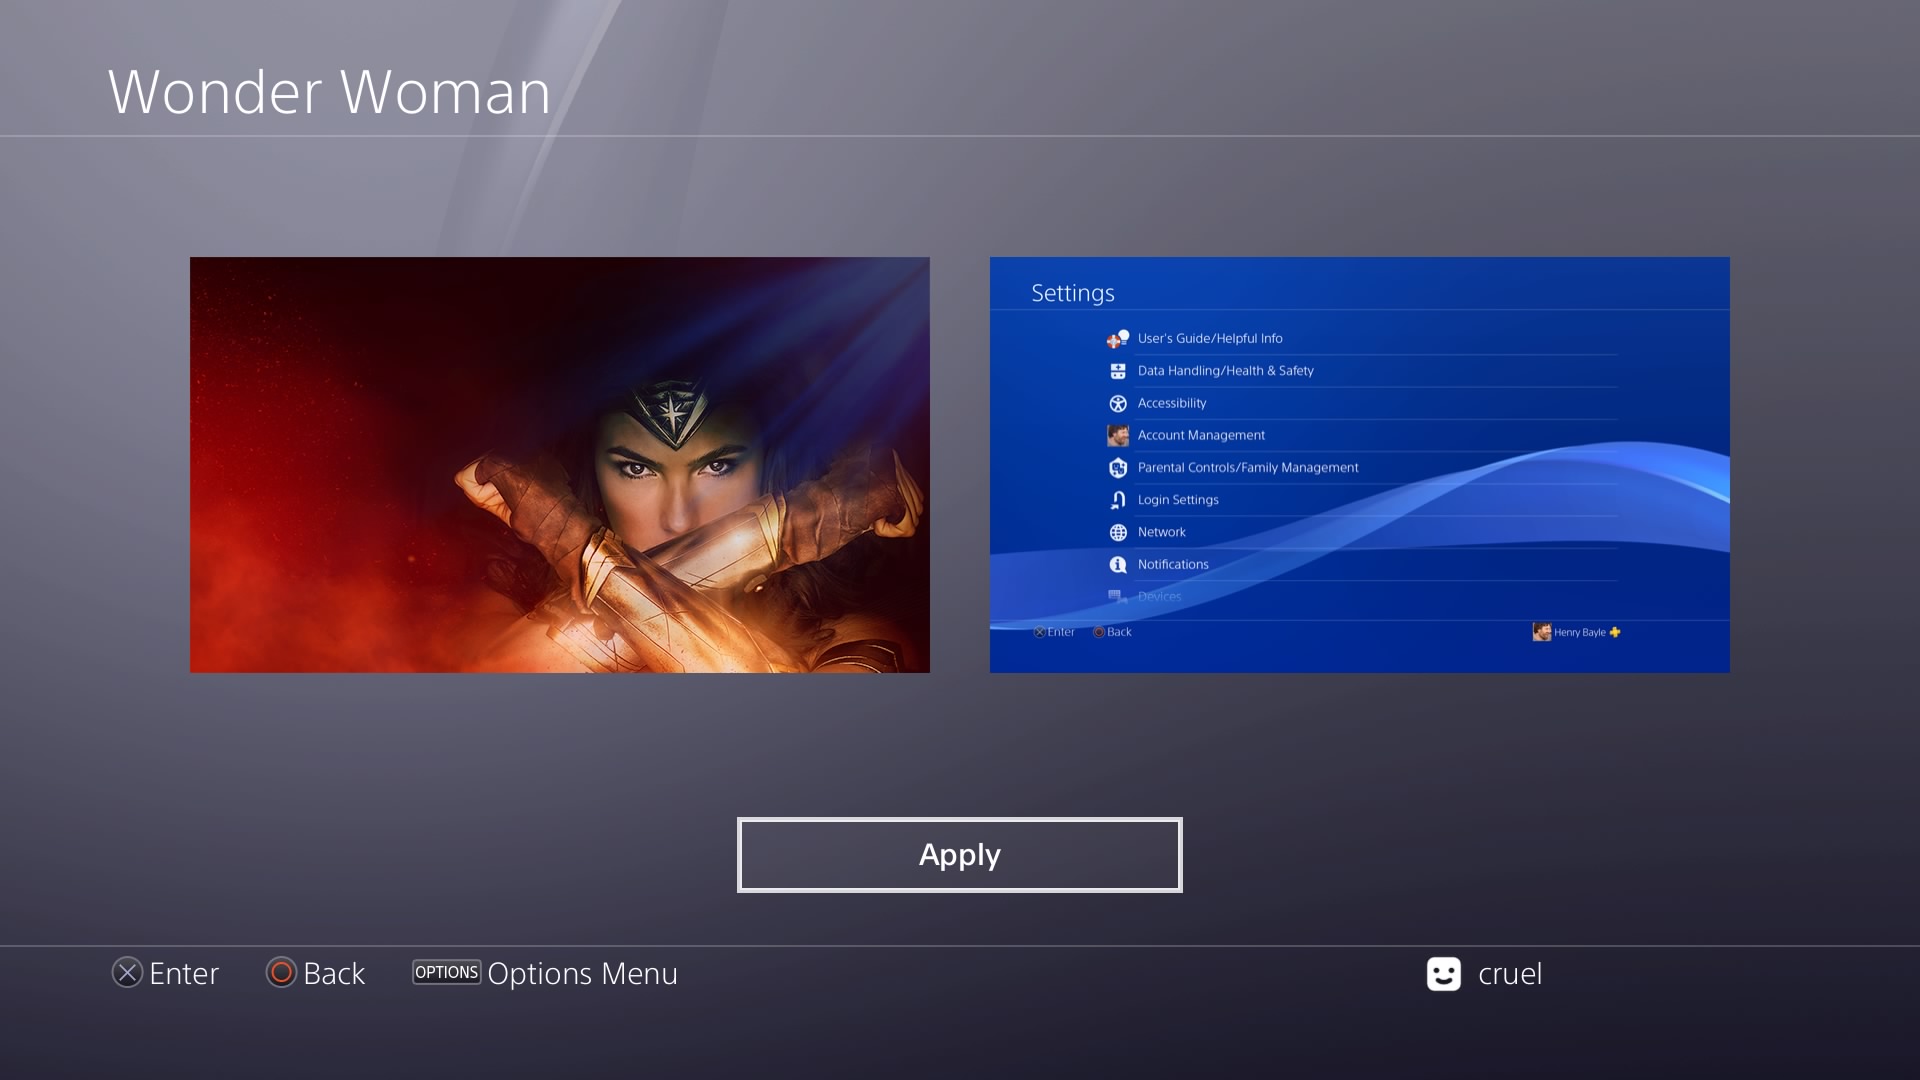 Wonder Woman
Settings
User's Guide/Helpful Info
Data Handling/Health & Safety
Accessibility
Account Management
Parental Controls/Family Management
Login Settings
Network
Notifications
Devices
Enter Back Henry Bayle
Apply
Enter Back OPTIONS Options Menu cruel